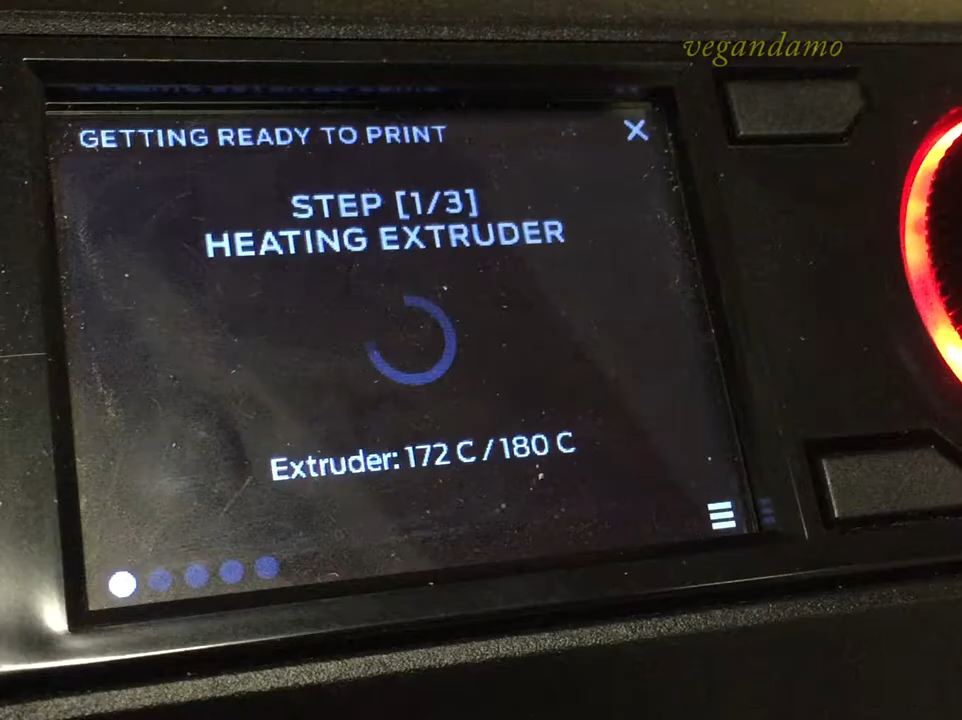 vegandamo
GETTING READY TO PRINT
STEP [1/3]
HEATING EXTRUDER
Extruder: 172 C / 180 C